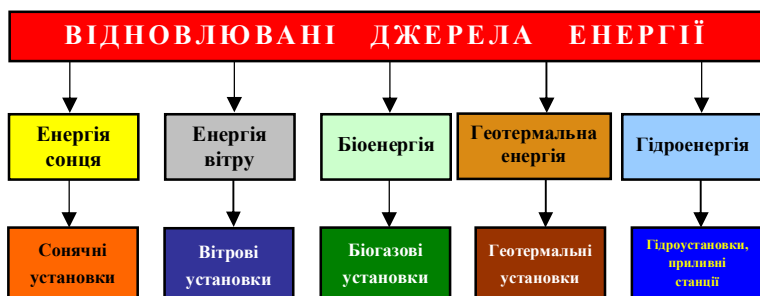 ВІДНОВЛЮВАНІ ДЖЕРЕЛА ЕНЕРГІЇ
Енергія
сонця
Енергія
вітру
Біоенергія
Геотермальна
енергія
Гідроенергія
Сонячні
установки
Вітрові
установки
Біогазові
установки
Геотермальні
установки
Гідроустановки,
приливні
станції